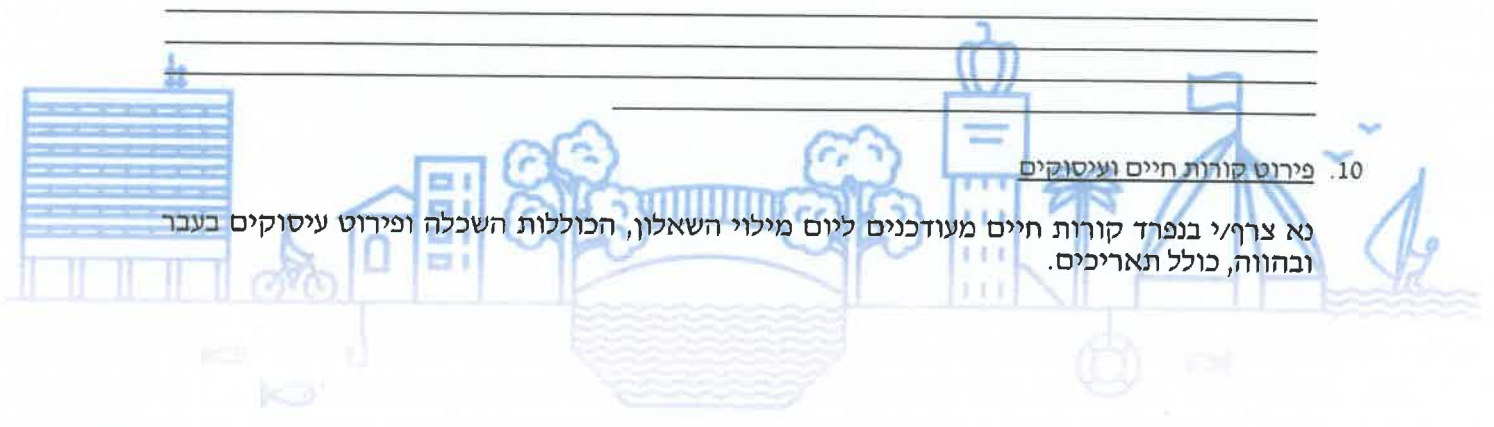 10. פירוט קורות חיים ועיסוקים
נא צרף/י בנפרד קורות חיים מעודכנים ליום מילוי השאלון, הכוללות השכלה ופירוט עיסוקים בעבר
ובהווה, כולל תאריכים.